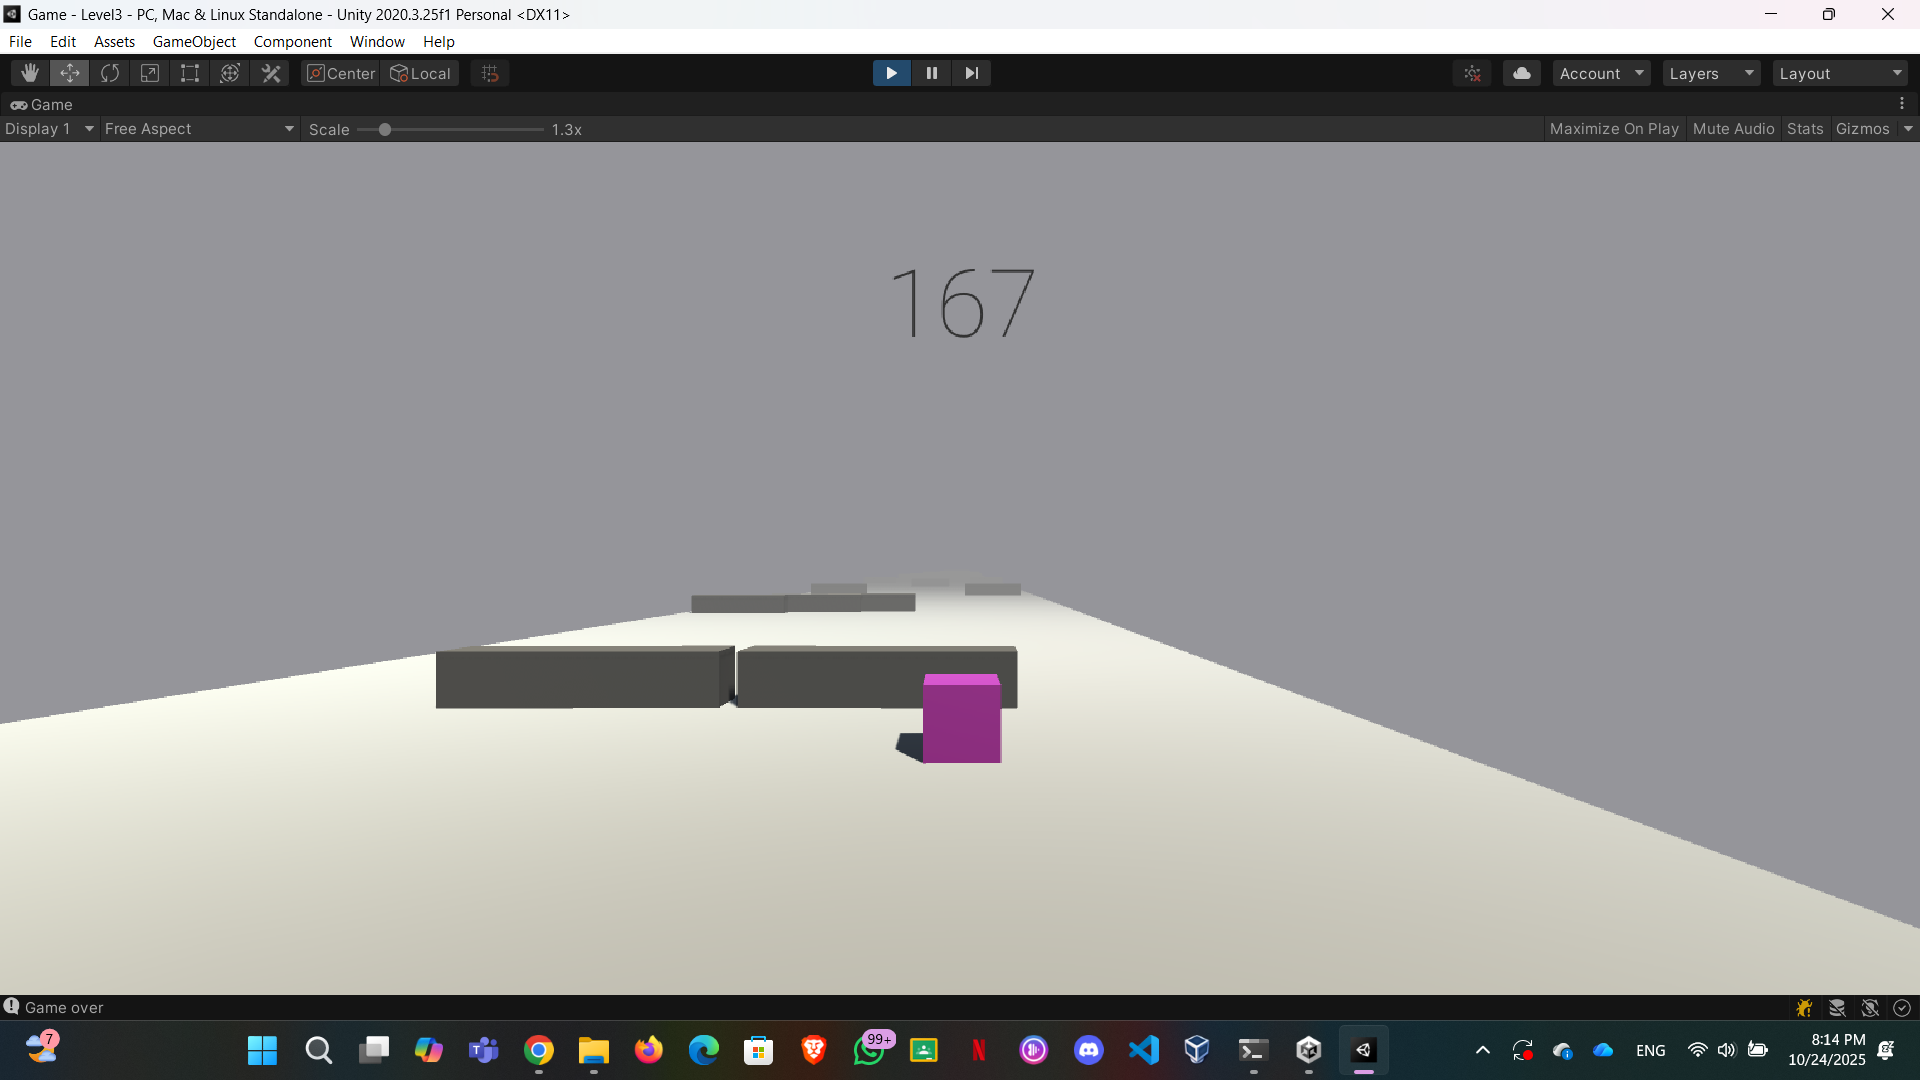 Game - Level3 - PC, Mac & Linux Standalone - Unity 2020.3.25f1 Personal <DX11>
File Edit Assets GameObject Component Window Help
Center Local Account Layers Layout
Game
Display 1 Free Aspect Scale 1.3x Maximize On Play Mute Audio Stats Gizmos
167
Game over
7 99+ N ENG 8:14 PM
10/24/2025